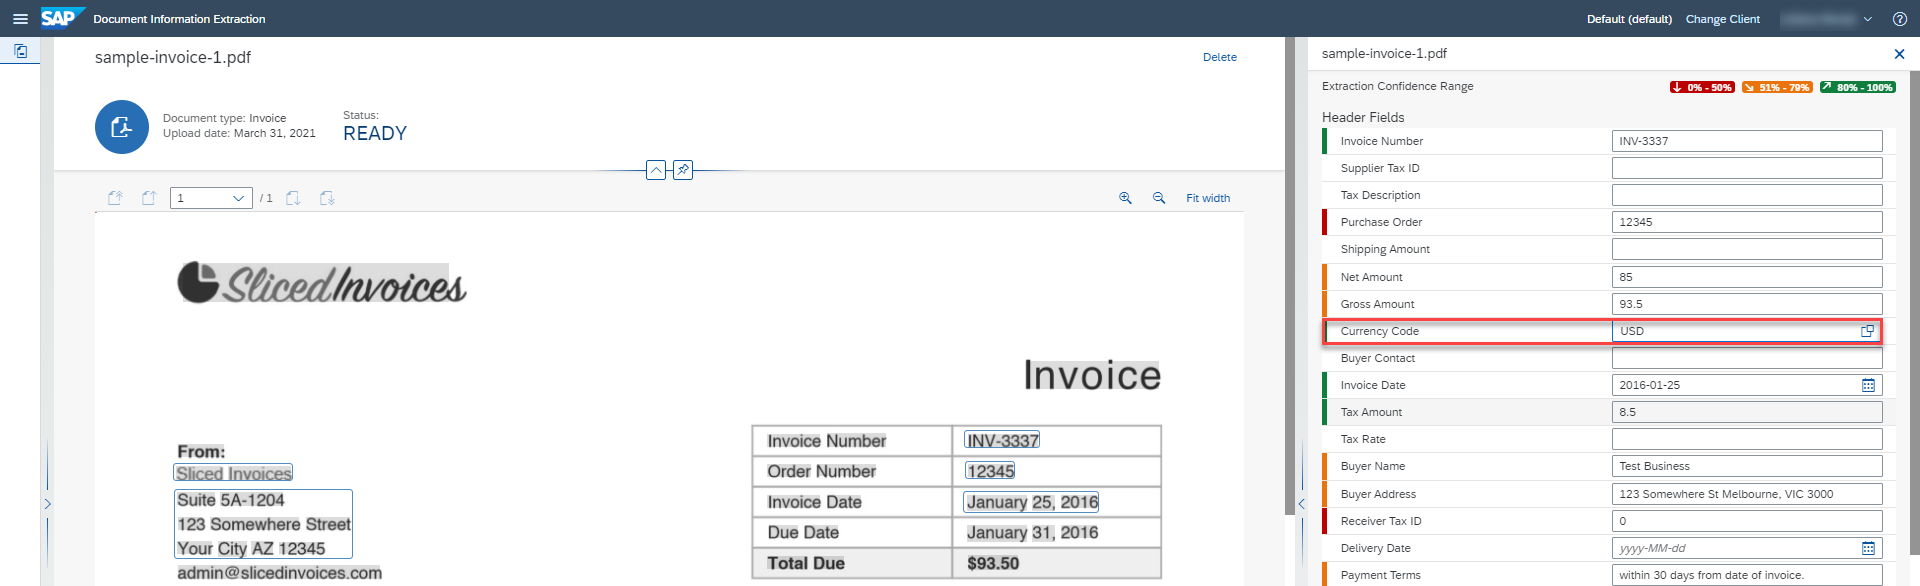 SAP Document Information Extraction Default (default) Change Client
sample-invoice-1.pdf Delete
Document type: Invoice
Upload date: March 31, 2021
Status:
READY
1 / 1 Fit width
SlicedInvoices
Invoice
From:
Sliced Invoices
Suite 5A-1204
123 Somewhere Street
Your City AZ 12345
admin@slicedinvoices.com
Invoice Number INV-3337
Order Number 12345
Invoice Date January 25, 2016
Due Date January 31, 2016
Total Due $93.50
sample-invoice-1.pdf
Extraction Confidence Range 0% - 50% 51% - 79% 80% - 100%
Header Fields
Invoice Number INV-3337
Supplier Tax ID
Tax Description
Purchase Order 12345
Shipping Amount
Net Amount 85
Gross Amount 93.5
Currency Code USD
Buyer Contact
Invoice Date 2016-01-25
Tax Amount 8.5
Tax Rate
Buyer Name Test Business
Buyer Address 123 Somewhere St Melbourne, VIC 3000
Receiver Tax ID 0
Delivery Date yyyy-MM-dd
Payment Terms within 30 days from date of invoice.